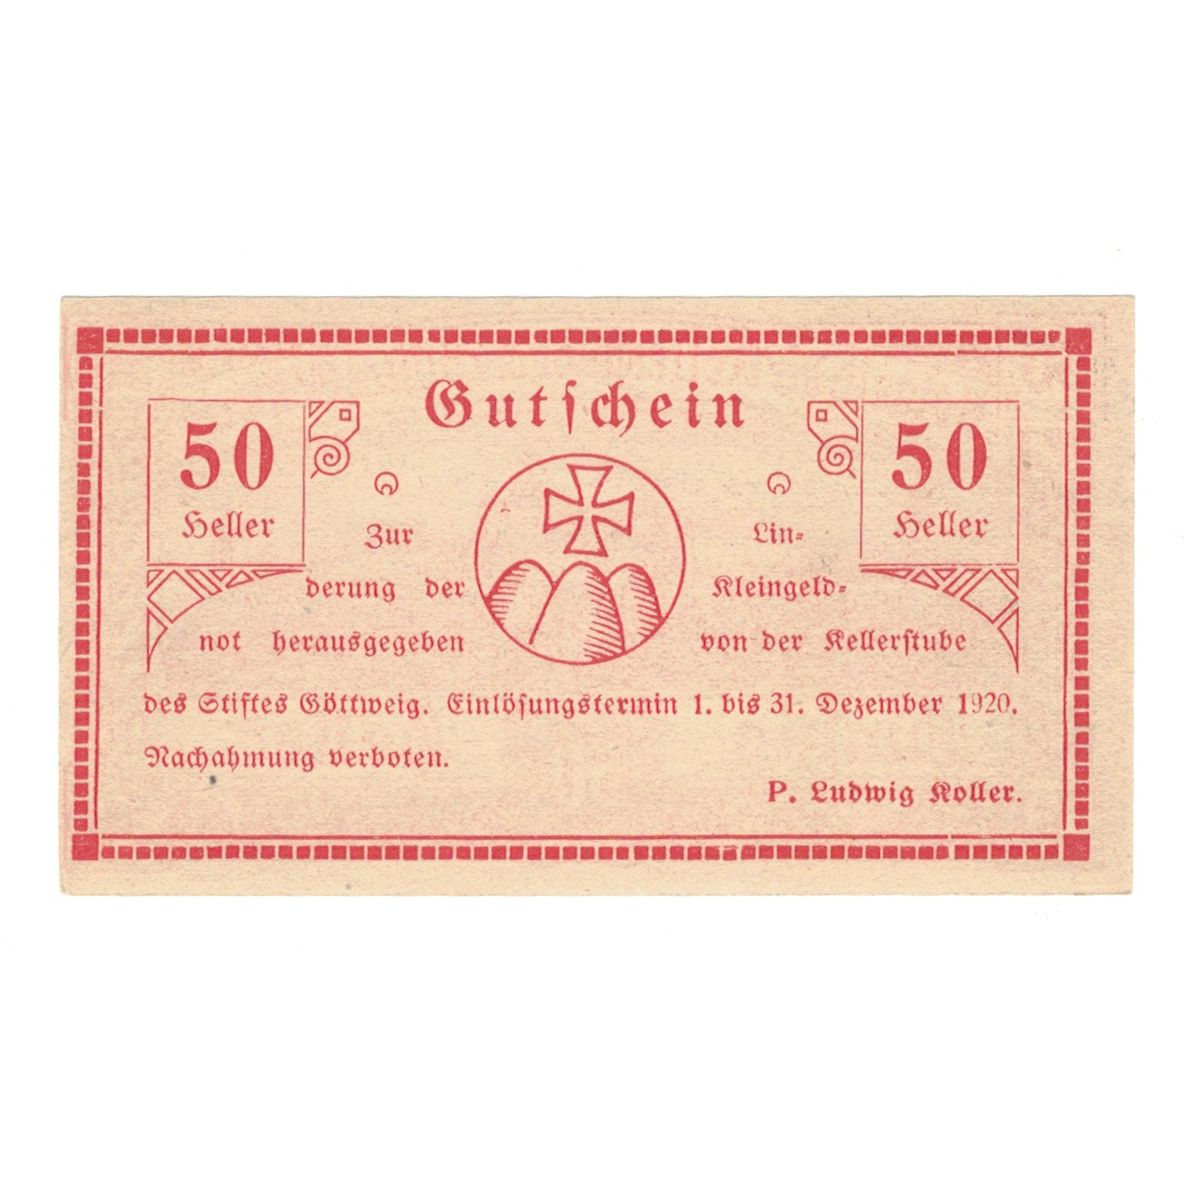 Gutschein
50 Heller 50 Heller
Zur Lin=
derung der Kleingeld=
not herausgegeben von der Kellerstube
des Stiftes Göttweig. Einlösungstermin 1. bis 31. Dezember 1920.
Nachahmung verboten.
P. Ludwig Koller.